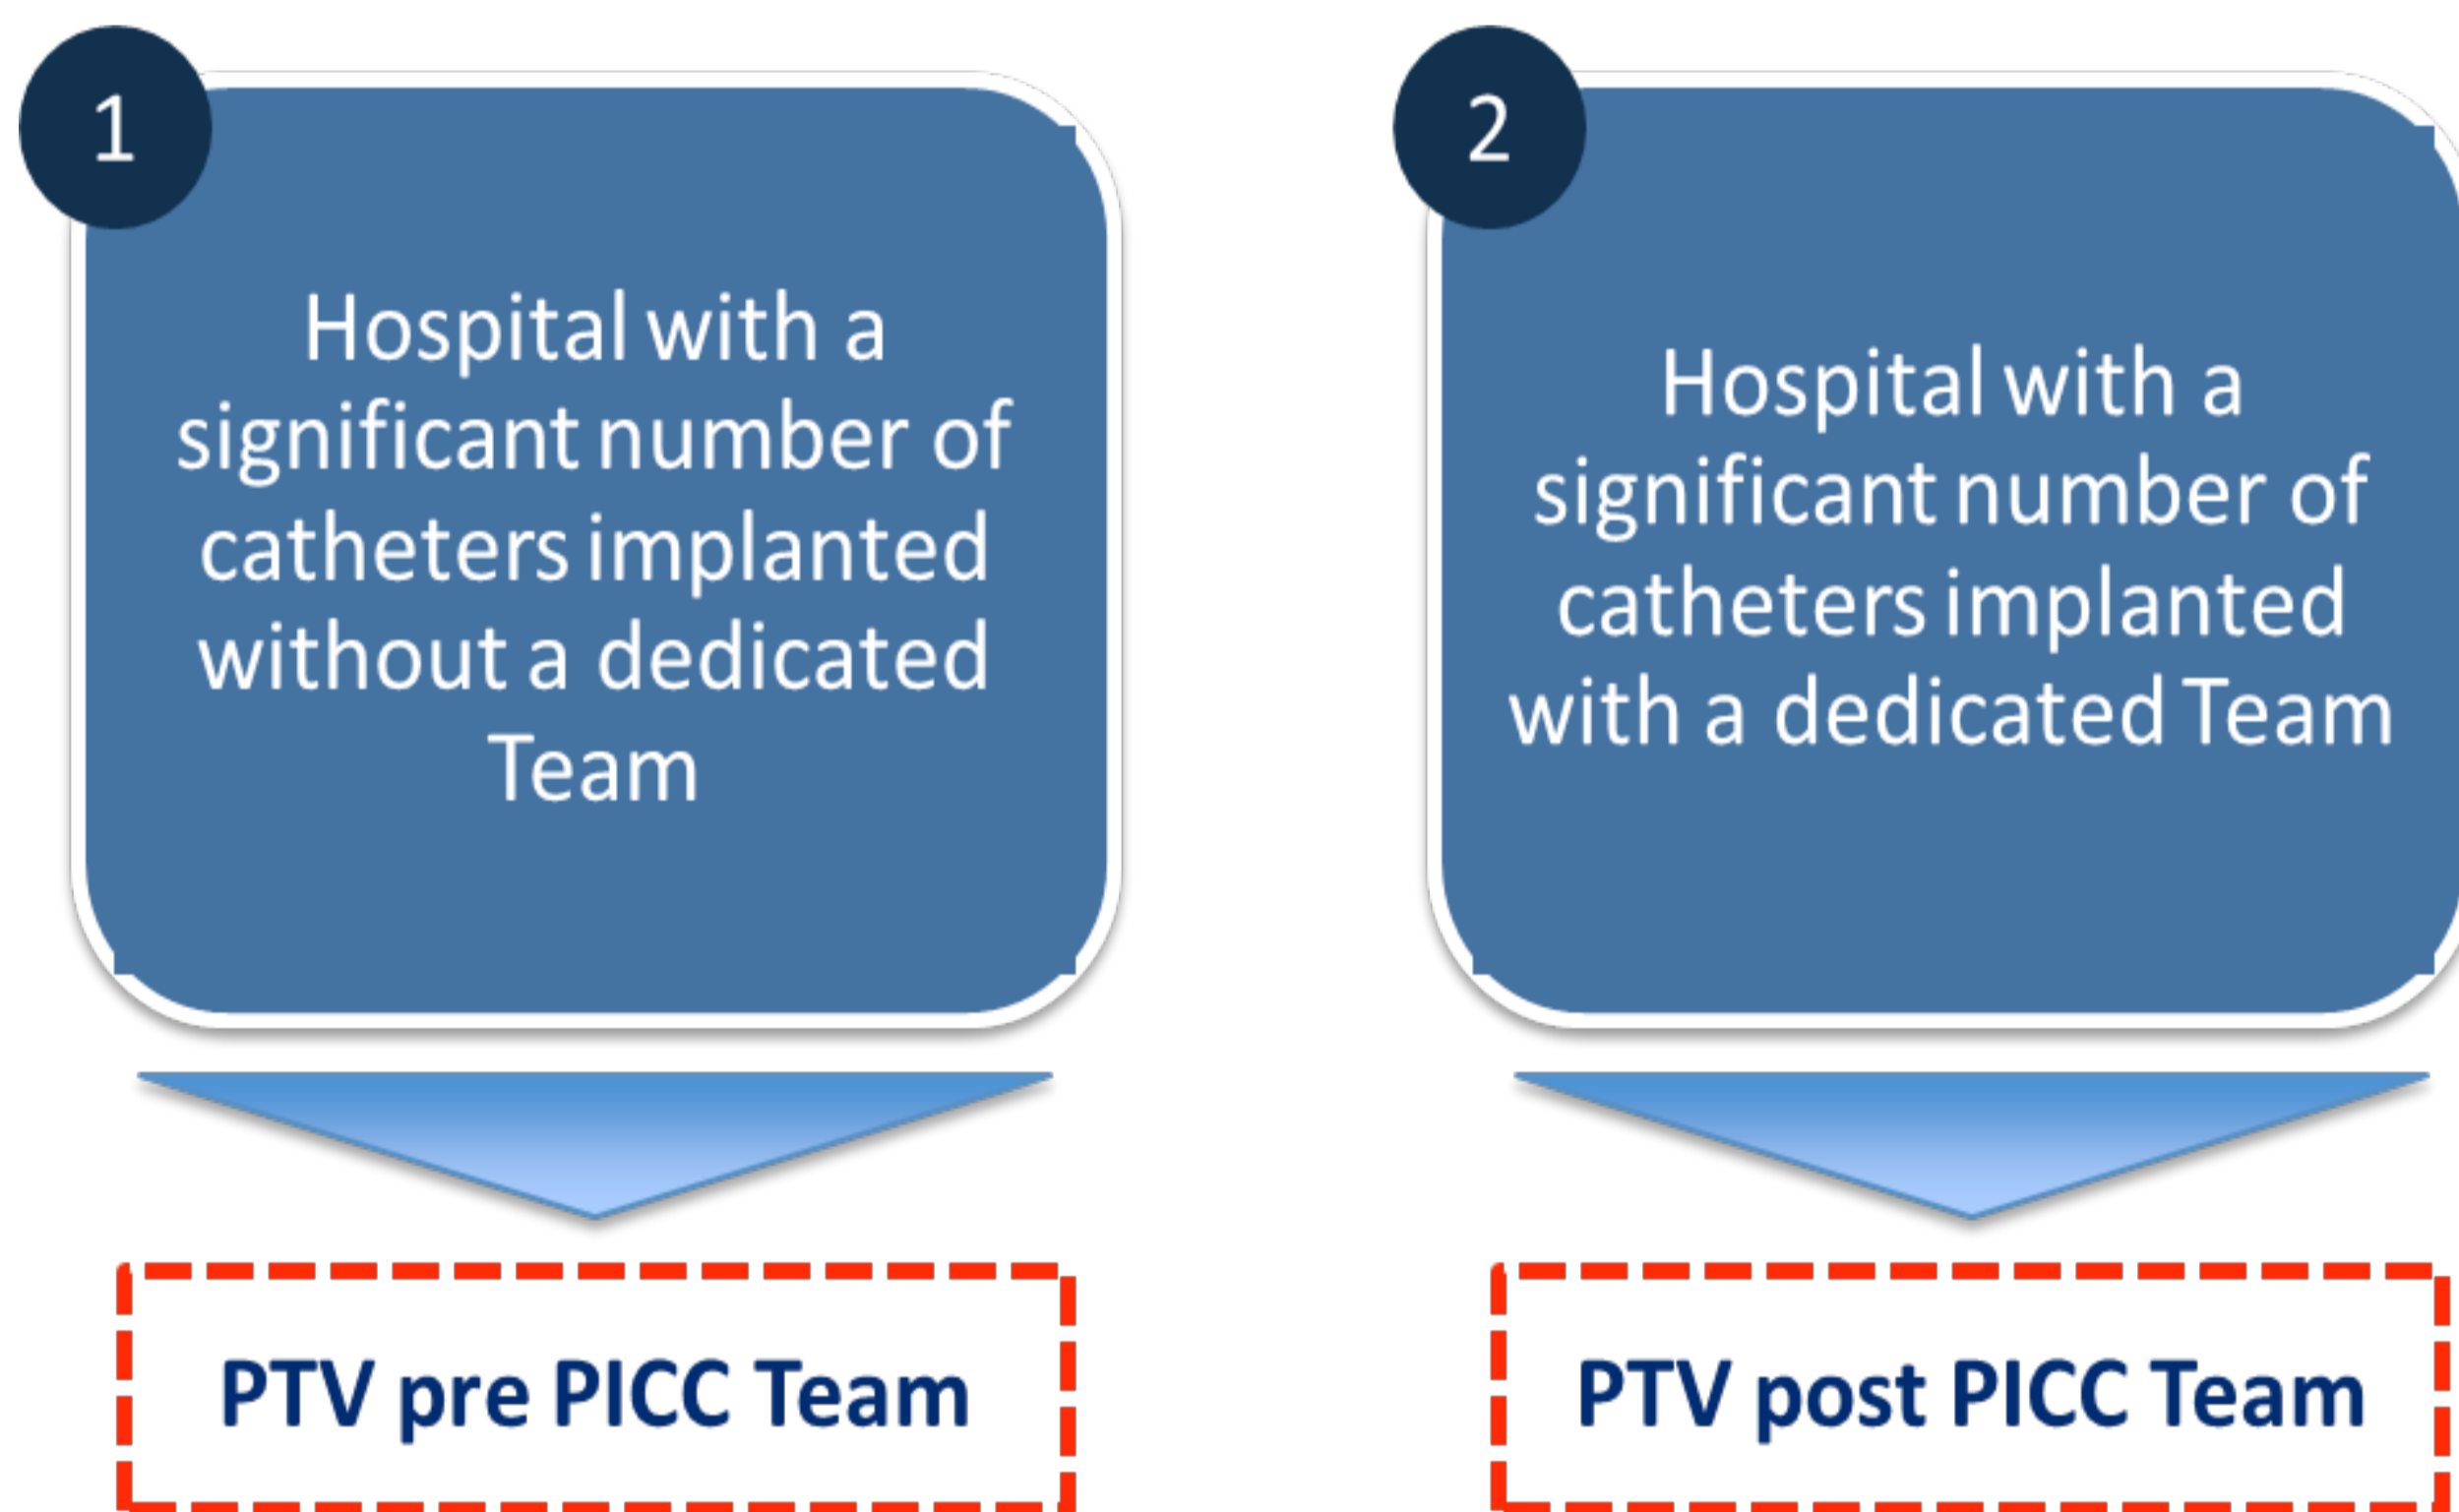 1
Hospital with a
significant number of
catheters implanted
without a dedicated
Team
PTV pre PICC Team
2
Hospital with a
significant number of
catheters implanted
with a dedicated Team
PTV post PICC Team